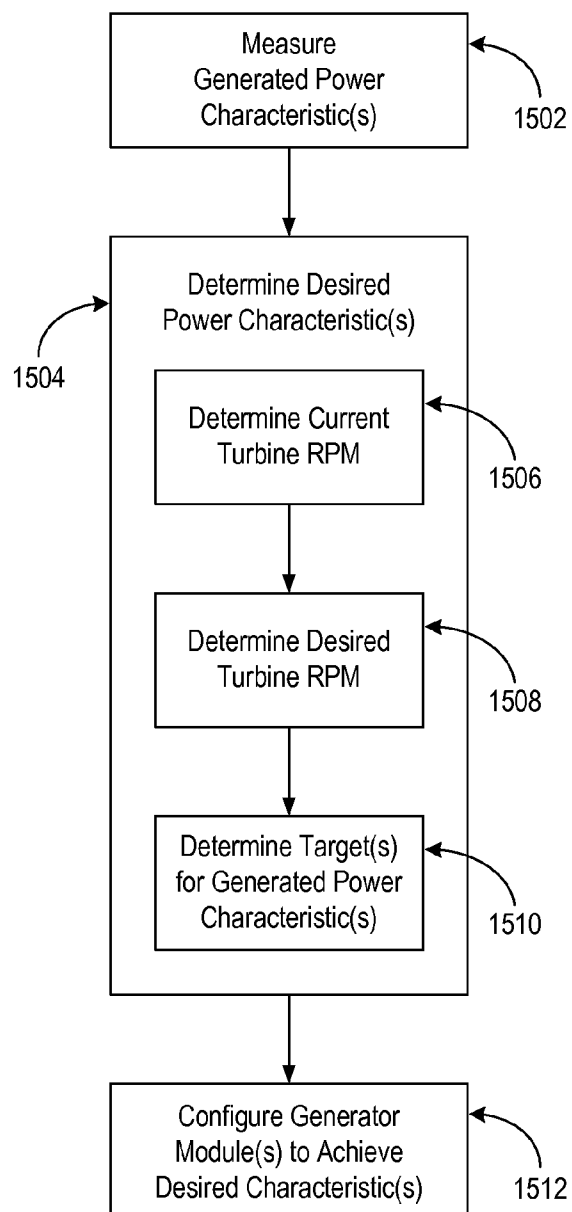 Measure
Generated Power
Characteristic(s)
1502
Determine Desired
Power Characteristic(s)
1504
Determine Current
Turbine RPM
1506
Determine Desired
Turbine RPM
1508
Determine Target(s)
for Generated Power
Characteristic(s)
1510
Configure Generator
Module(s) to Achieve
Desired Characteristic(s)
1512